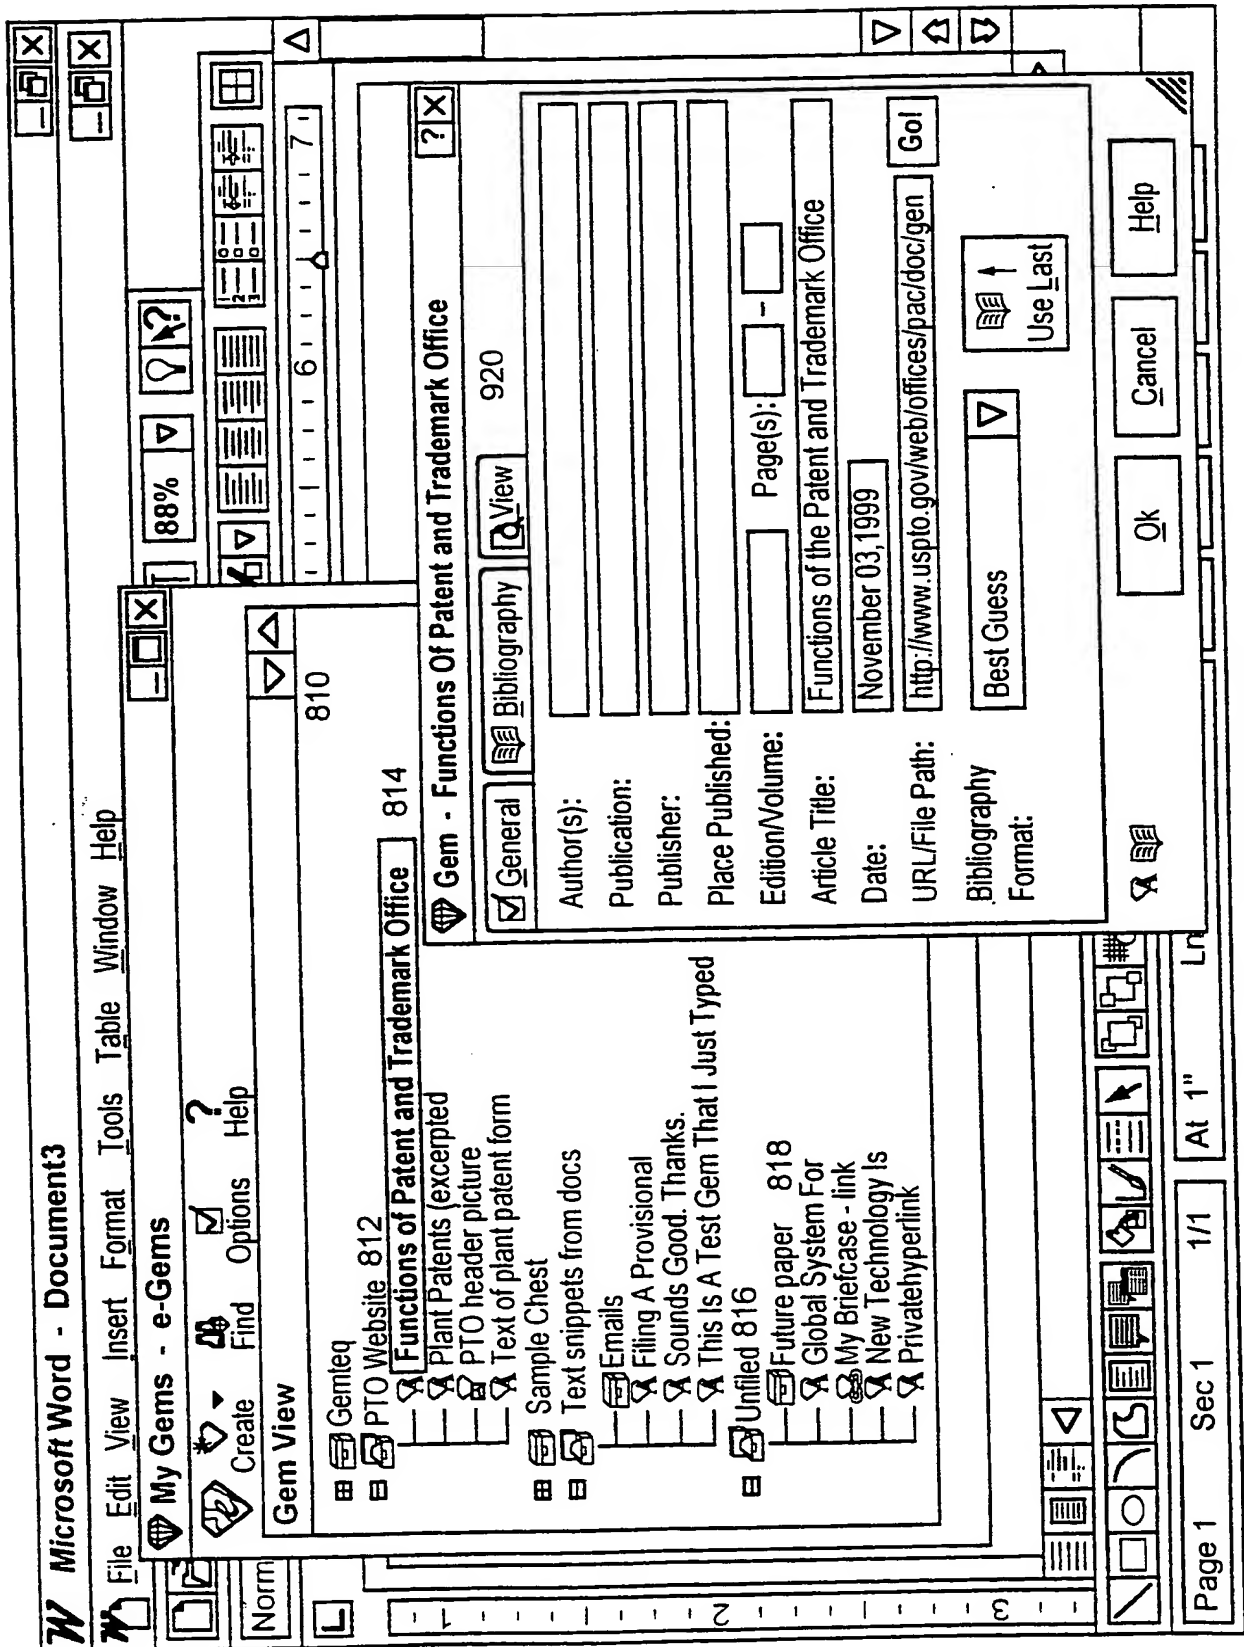 W Microsoft Word - Document3
File Edit View Insert Format Tools Table Window Help
88%
Norm
6 7
My Gems - e-Gems
Create Find Options Help
Gem View
810
Gemteq
PTO Website 812
Functions of Patent and Trademark Office 814
Plant Patents (excerpted
PTO header picture
Text of plant patent form
Sample Chest
Text snippets from docs
Emails
Filing A Provisional
Sounds Good. Thanks.
This Is A Test Gem That I Just Typed
Unfiled 816
Future paper 818
Global System For
My Briefcase - link
New Technology Is
Privatehyperlink
Gem - Functions Of Patent and Trademark Office
General Bibliography View 920
Author(s):
Publication:
Publisher:
Place Published:
Edition/Volume: Page(s): -
Article Title: Functions of the Patent and Trademark Office
Date: November 03,1999
URL/File Path: http://www.uspto.gov/web/offices/pac/doc/gen Go!
Bibliography Format: Best Guess Use Last
Ok Cancel Help
1
2
3
Page 1 Sec 1 1/1 At 1" Ln